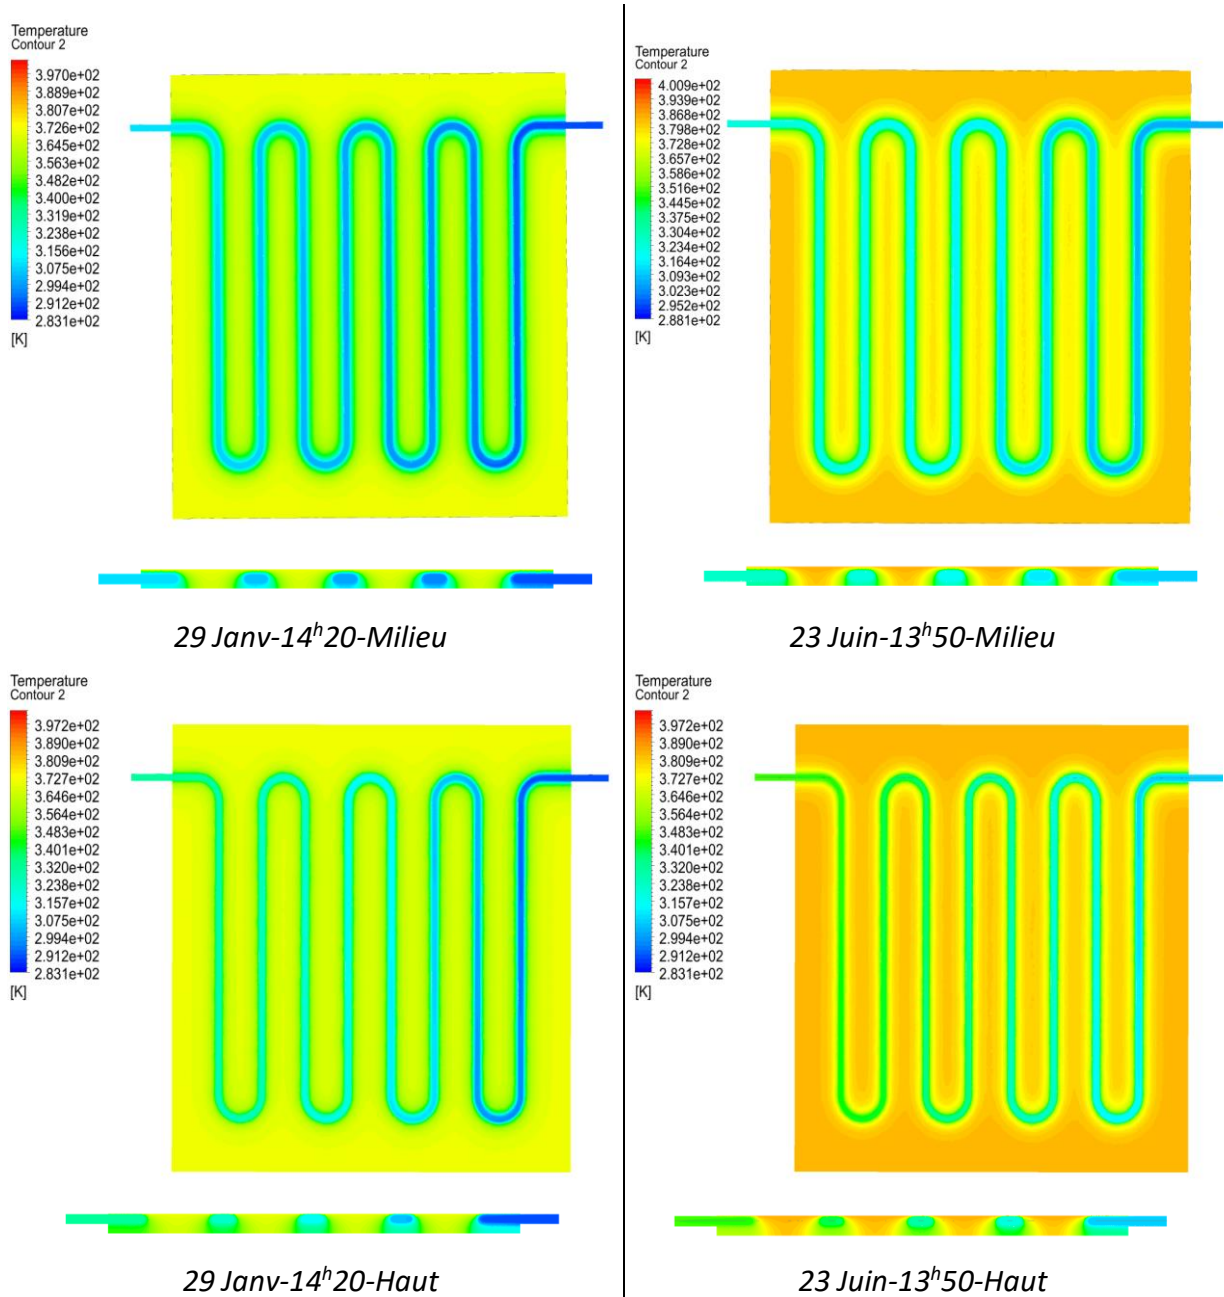 Temperature
Contour 2
3.970e+02
3.889e+02
3.807e+02
3.726e+02
3.645e+02
3.563e+02
3.482e+02
3.400e+02
3.319e+02
3.238e+02
3.156e+02
3.075e+02
2.994e+02
2.912e+02
2.831e+02
[K]
29 Janv-14h20-Milieu
Temperature
Contour 2
4.009e+02
3.939e+02
3.868e+02
3.798e+02
3.728e+02
3.657e+02
3.586e+02
3.516e+02
3.445e+02
3.375e+02
3.304e+02
3.234e+02
3.164e+02
3.093e+02
3.023e+02
2.952e+02
2.881e+02
[K]
23 Juin-13h50-Milieu
Temperature
Contour 2
3.972e+02
3.890e+02
3.809e+02
3.727e+02
3.646e+02
3.564e+02
3.483e+02
3.401e+02
3.320e+02
3.238e+02
3.157e+02
3.075e+02
2.994e+02
2.912e+02
2.831e+02
[K]
29 Janv-14h20-Haut
Temperature
Contour 2
3.972e+02
3.890e+02
3.809e+02
3.727e+02
3.646e+02
3.564e+02
3.483e+02
3.401e+02
3.320e+02
3.238e+02
3.157e+02
3.075e+02
2.994e+02
2.912e+02
2.831e+02
[K]
23 Juin-13h50-Haut